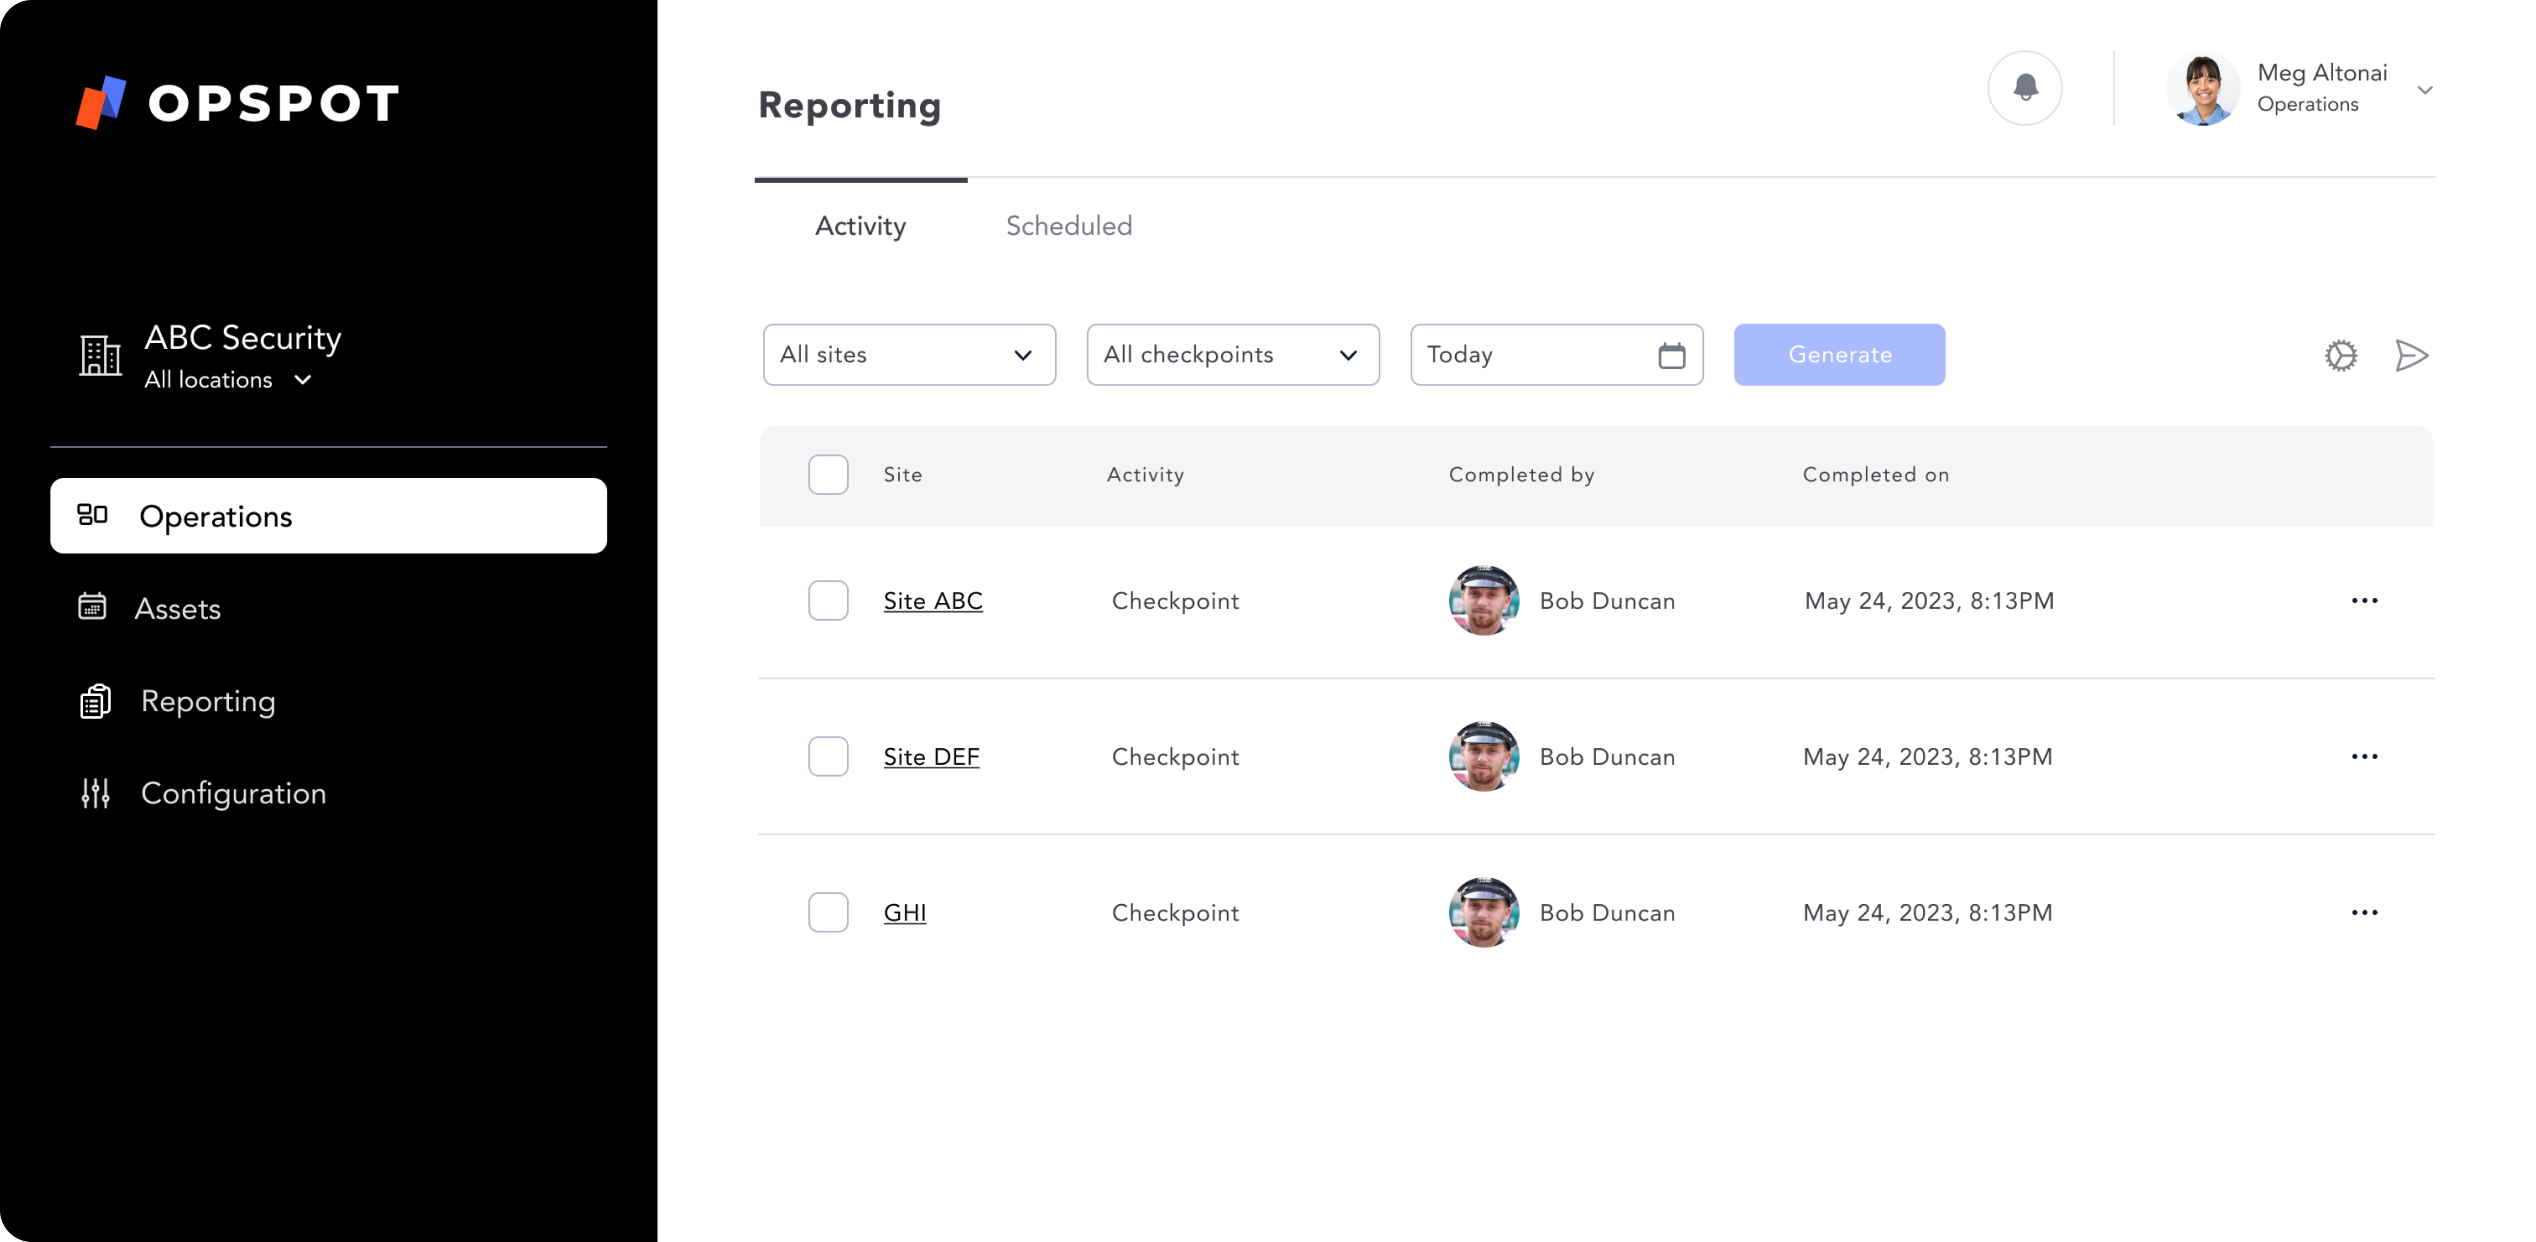 OPSPOT
ABC Security
All locations
Operations
Assets
Reporting
Configuration
Reporting
Meg Altonai
Operations
Activity Scheduled
All sites All checkpoints Today Generate
Site Activity Completed by Completed on
Site ABC Checkpoint Bob Duncan May 24, 2023, 8:13PM
Site DEF Checkpoint Bob Duncan May 24, 2023, 8:13PM
GHI Checkpoint Bob Duncan May 24, 2023, 8:13PM